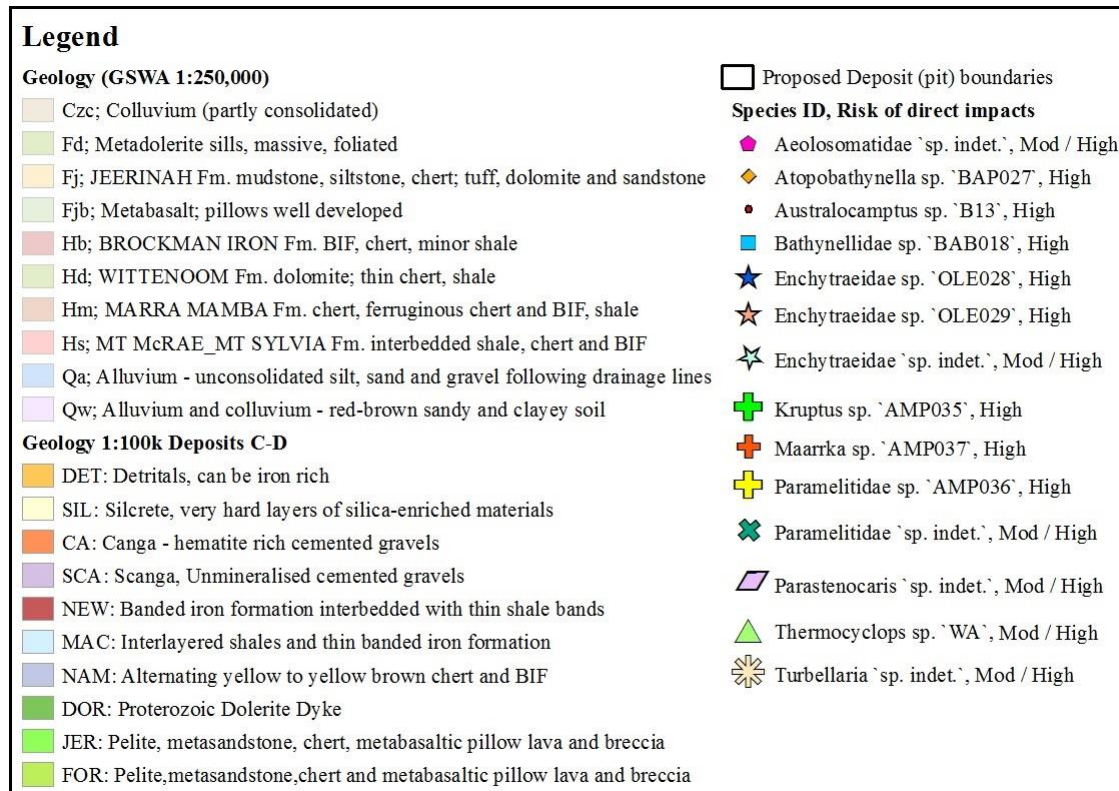 Legend
Geology (GSWA 1:250,000)
Czc; Colluvium (partly consolidated)
Fd; Metadolerite sills, massive, foliated
Fj; JEERINAH Fm. mudstone, siltstone, chert; tuff, dolomite and sandstone
Fjb; Metabasalt; pillows well developed
Hb; BROCKMAN IRON Fm. BIF, chert, minor shale
Hd; WITTENOOM Fm. dolomite; thin chert, shale
Hm; MARRA MAMBA Fm. chert, ferruginous chert and BIF, shale
Hs; MT McRAE_MT SYLVIA Fm. interbedded shale, chert and BIF
Qa; Alluvium - unconsolidated silt, sand and gravel following drainage lines
Qw; Alluvium and colluvium - red-brown sandy and clayey soil
Geology 1:100k Deposits C-D
DET: Detritals, can be iron rich
SIL: Silcrete, very hard layers of silica-enriched materials
CA: Canga - hematite rich cemented gravels
SCA: Scanga, Unmineralised cemented gravels
NEW: Banded iron formation interbedded with thin shale bands
MAC: Interlayered shales and thin banded iron formation
NAM: Alternating yellow to yellow brown chert and BIF
DOR: Proterozoic Dolerite Dyke
JER: Pelite, metasandstone, chert, metabasaltic pillow lava and breccia
FOR: Pelite,metasandstone,chert and metabasaltic pillow lava and breccia
Proposed Deposit (pit) boundaries
Species ID, Risk of direct impacts
Aeolosomatidae `sp. indet.`, Mod / High
Atopobathynella sp. `BAP027`, High
Australocamptus sp. `B13`, High
Bathynellidae sp. `BAB018`, High
Enchytraeidae sp. `OLE028`, High
Enchytraeidae sp. `OLE029`, High
Enchytraeidae `sp. indet.`, Mod / High
Kruptus sp. `AMP035`, High
Maarrka sp. `AMP037`, High
Paramelitidae sp. `AMP036`, High
Paramelitidae `sp. indet.`, Mod / High
Parastenocaris `sp. indet.`, Mod / High
Thermocyclops sp. `WA`, Mod / High
Turbellaria `sp. indet.`, Mod / High